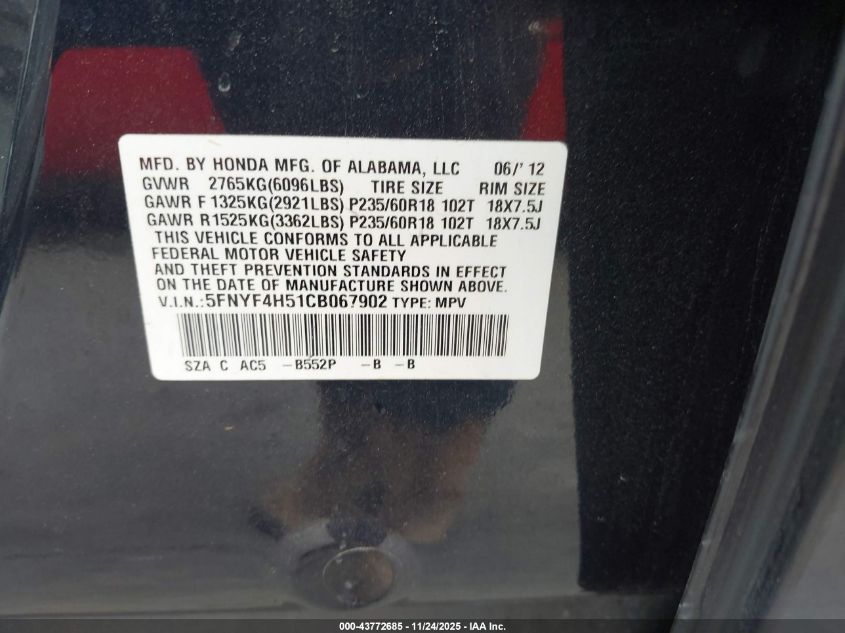 MFD. BY HONDA MFG. OF ALABAMA, LLC 06/'12
GVWR 2765KG(6096LBS) TIRE SIZE RIM SIZE
GAWR F 1325KG(2921LBS) P235/60R18 102T 18X7.5J
GAWR R1525KG(3362LBS) P235/60R18 102T 18X7.5J
THIS VEHICLE CONFORMS TO ALL APPLICABLE
FEDERAL MOTOR VEHICLE SAFETY
AND THEFT PREVENTION STANDARDS IN EFFECT
ON THE DATE OF MANUFACTURE SHOWN ABOVE.
V.I.N.:5FNYF4H51CB067902 TYPE: MPV
SZA C AC5 -B552P -B -B
000-43772685 - 11/24/2025 - IAA Inc.